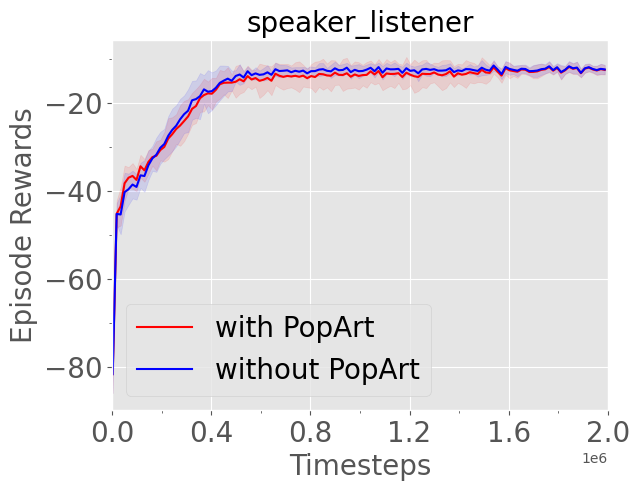 speaker_listener
Episode Rewards
−20
−40
−60
−80
with PopArt
without PopArt
0.0 0.4 0.8 1.2 1.6 2.0
1e6
Timesteps